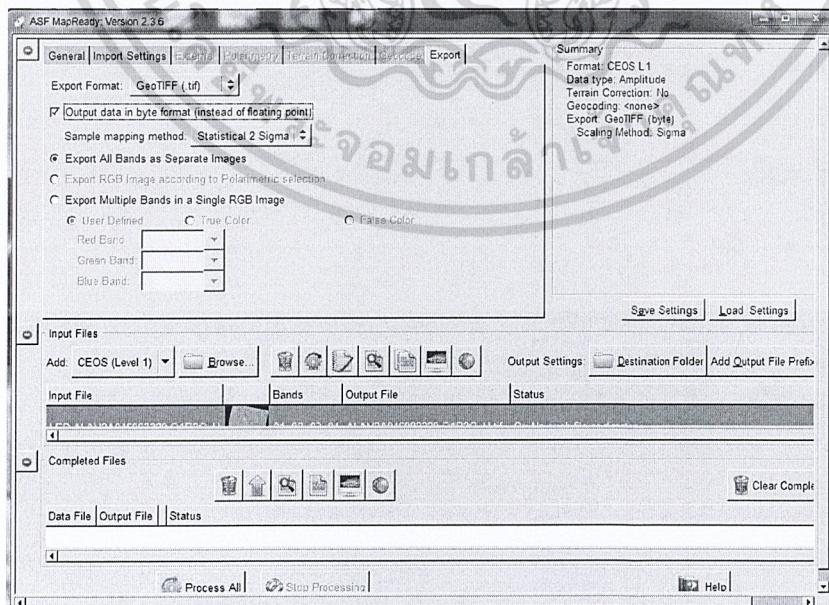 ASF MapReady: Version 2.3.6
General Import Settings External Polarimetry Terrain Correction Geocode Export
Export Format: GeoTIFF (.tif)
Output data in byte format (instead of floating point)
Sample mapping method: Statistical 2 Sigma
Export All Bands as Separate Images
Export RGB Image according to Polarimetric selection
Export Multiple Bands in a Single RGB Image
User Defined True Color False Color
Red Band
Green Band:
Blue Band:
Summary
Format: CEOS L1
Data type: Amplitude
Terrain Correction: No
Geocoding: <none>
Export: GeoTIFF (byte)
Scaling Method: Sigma
Save Settings Load Settings
Input Files
Add: CEOS (Level 1) Browse... Output Settings: Destination Folder Add Output File Prefix
Input File Bands Output File Status
Completed Files
Clear Comple
Data File Output File Status
Process All Stop Processing Help